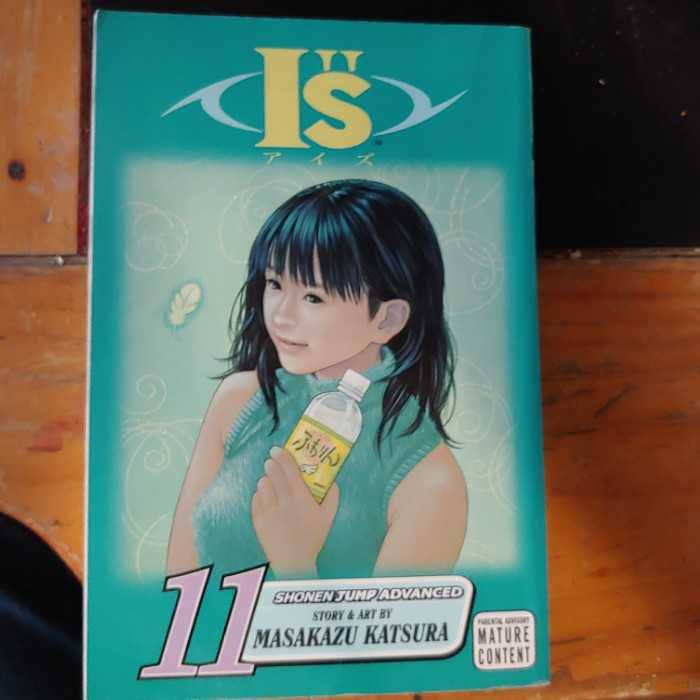 I"s
アイズ
ふもりん
11
SHONEN JUMP ADVANCED
STORY & ART BY
MASAKAZU KATSURA
PARENTAL ADVISORY
MATURE
CONTENT